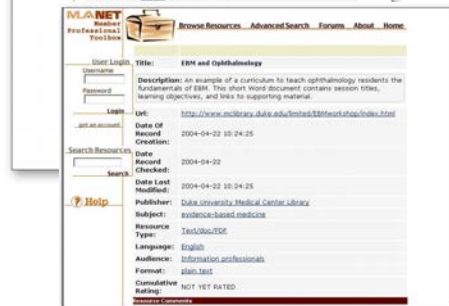 MLANET
Member
Professional
Toolbox
Browse Resources Advanced Search Forums About Home
User Login
Username
Password
Login
get an account
Search Resources
Search
Help
Title: EBM and Ophthalmology
Description: An example of a curriculum to teach ophthalmology residents the
fundamentals of EBM. This short Word document contains session titles,
learning objectives, and links to supporting material.
Url: http://www.mclibrary.duke.edu/limited/EBMworkshop/index.html
Date Of
Record
Creation: 2004-04-22 10:24:25
Date
Record
Checked: 2004-04-22
Date Last
Modified: 2004-04-22 10:24:25
Publisher: Duke University Medical Center Library
Subject: evidence-based medicine
Resource
Type: Text/doc/PDF
Language: English
Audience: Information professionals
Format: plain text
Cumulative
Rating: NOT YET RATED
Resource Comments